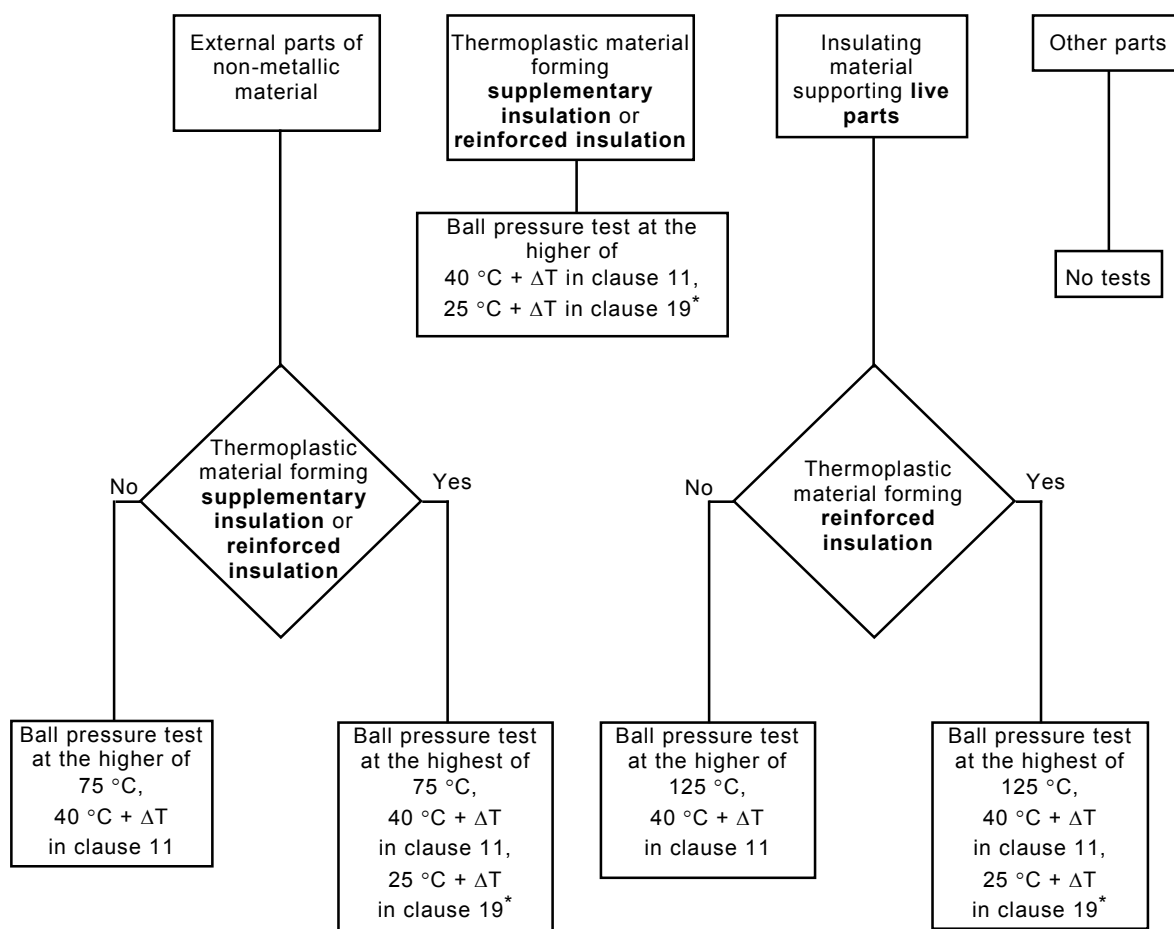 External parts of
non-metallic
material
Thermoplastic material
forming
supplementary
insulation or
reinforced insulation
Insulating
material
supporting live
parts
Other parts
Ball pressure test at the
higher of
40 °C + ΔT in clause 11,
25 °C + ΔT in clause 19*
No tests
No
Thermoplastic
material forming
supplementary
insulation or
reinforced
insulation
Yes
No
Thermoplastic
material forming
reinforced
insulation
Yes
Ball pressure test
at the higher of
75 °C,
40 °C + ΔT
in clause 11
Ball pressure test
at the highest of
75 °C,
40 °C + ΔT
in clause 11,
25 °C + ΔT
in clause 19*
Ball pressure test
at the higher of
125 °C,
40 °C + ΔT
in clause 11
Ball pressure test
at the highest of
125 °C,
40 °C + ΔT
in clause 11,
25 °C + ΔT
in clause 19*